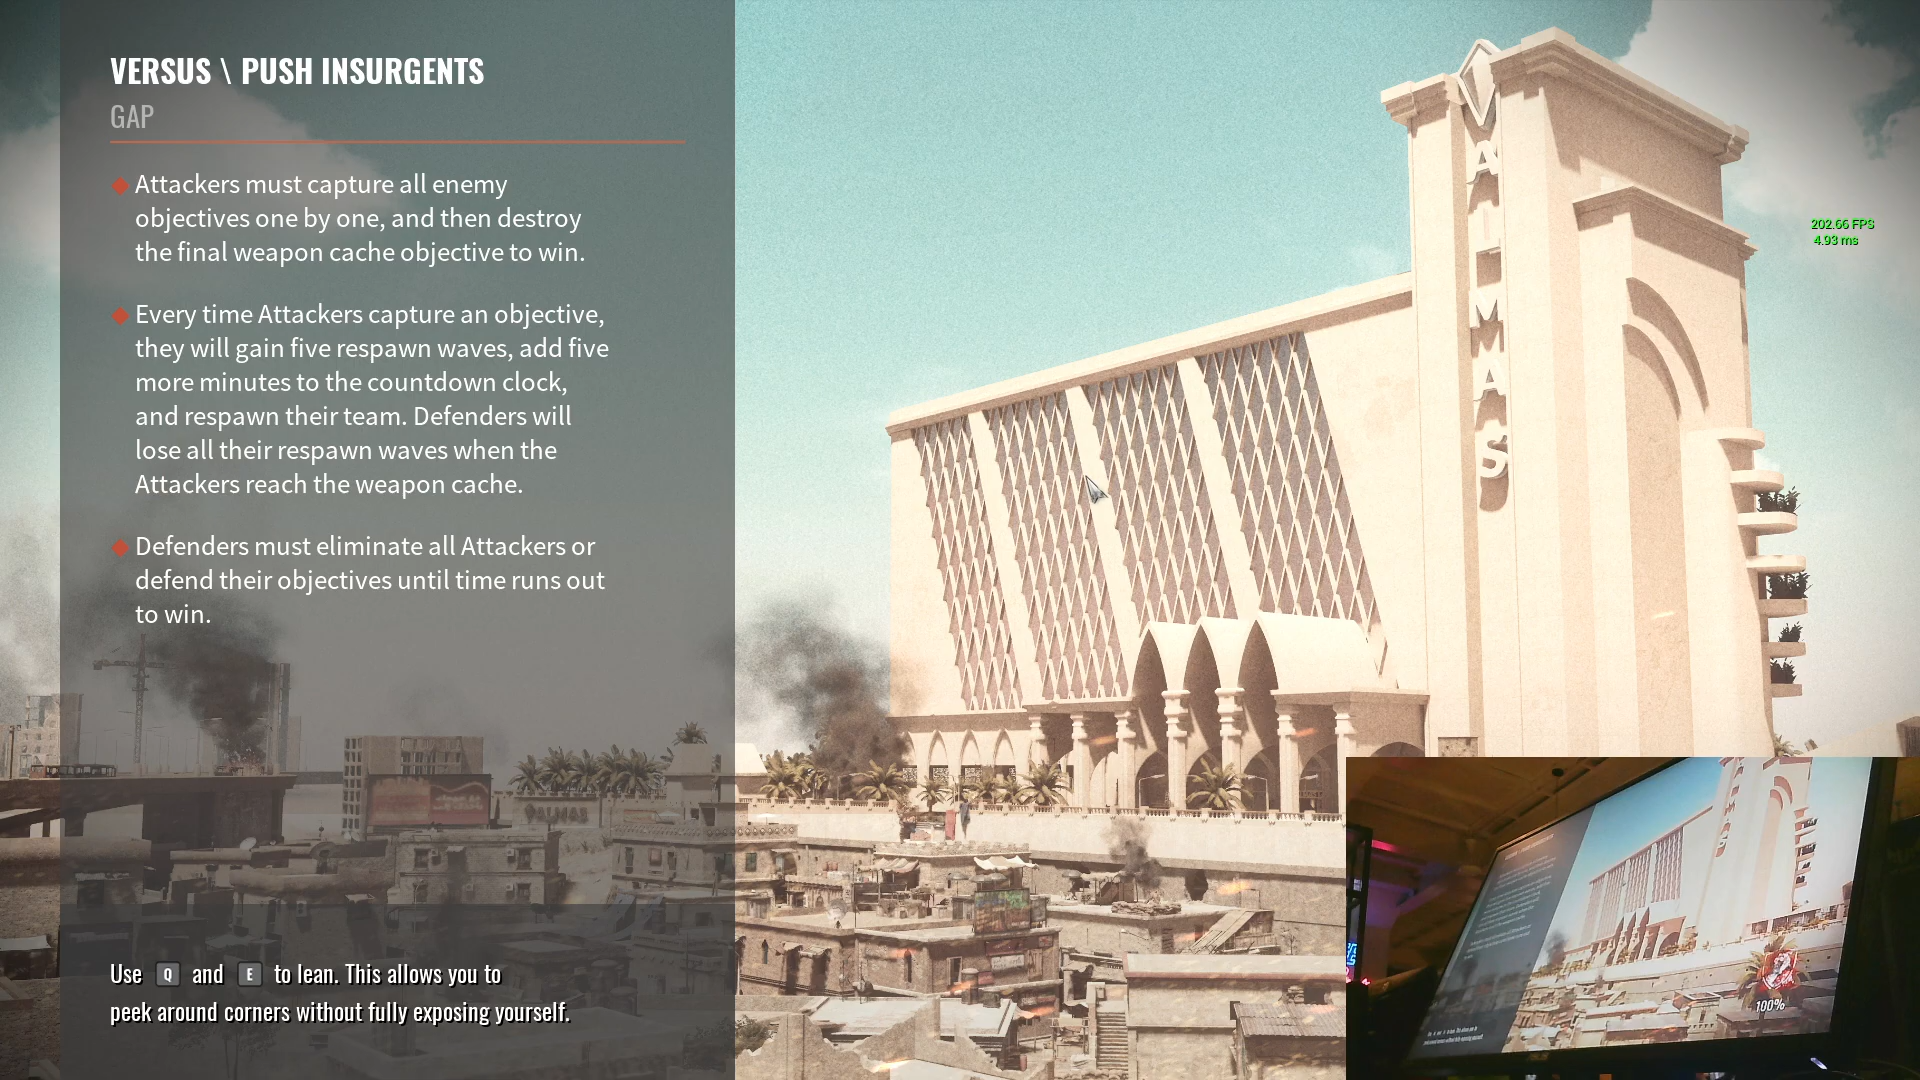 VERSUS \ PUSH INSURGENTS
GAP
Attackers must capture all enemy
objectives one by one, and then destroy
the final weapon cache objective to win.
Every time Attackers capture an objective,
they will gain five respawn waves, add five
more minutes to the countdown clock,
and respawn their team. Defenders will
lose all their respawn waves when the
Attackers reach the weapon cache.
Defenders must eliminate all Attackers or
defend their objectives until time runs out
to win.
Use Q and E to lean. This allows you to
peek around corners without fully exposing yourself.
VALMAS
202.66 FPS
4.93 ms
100%